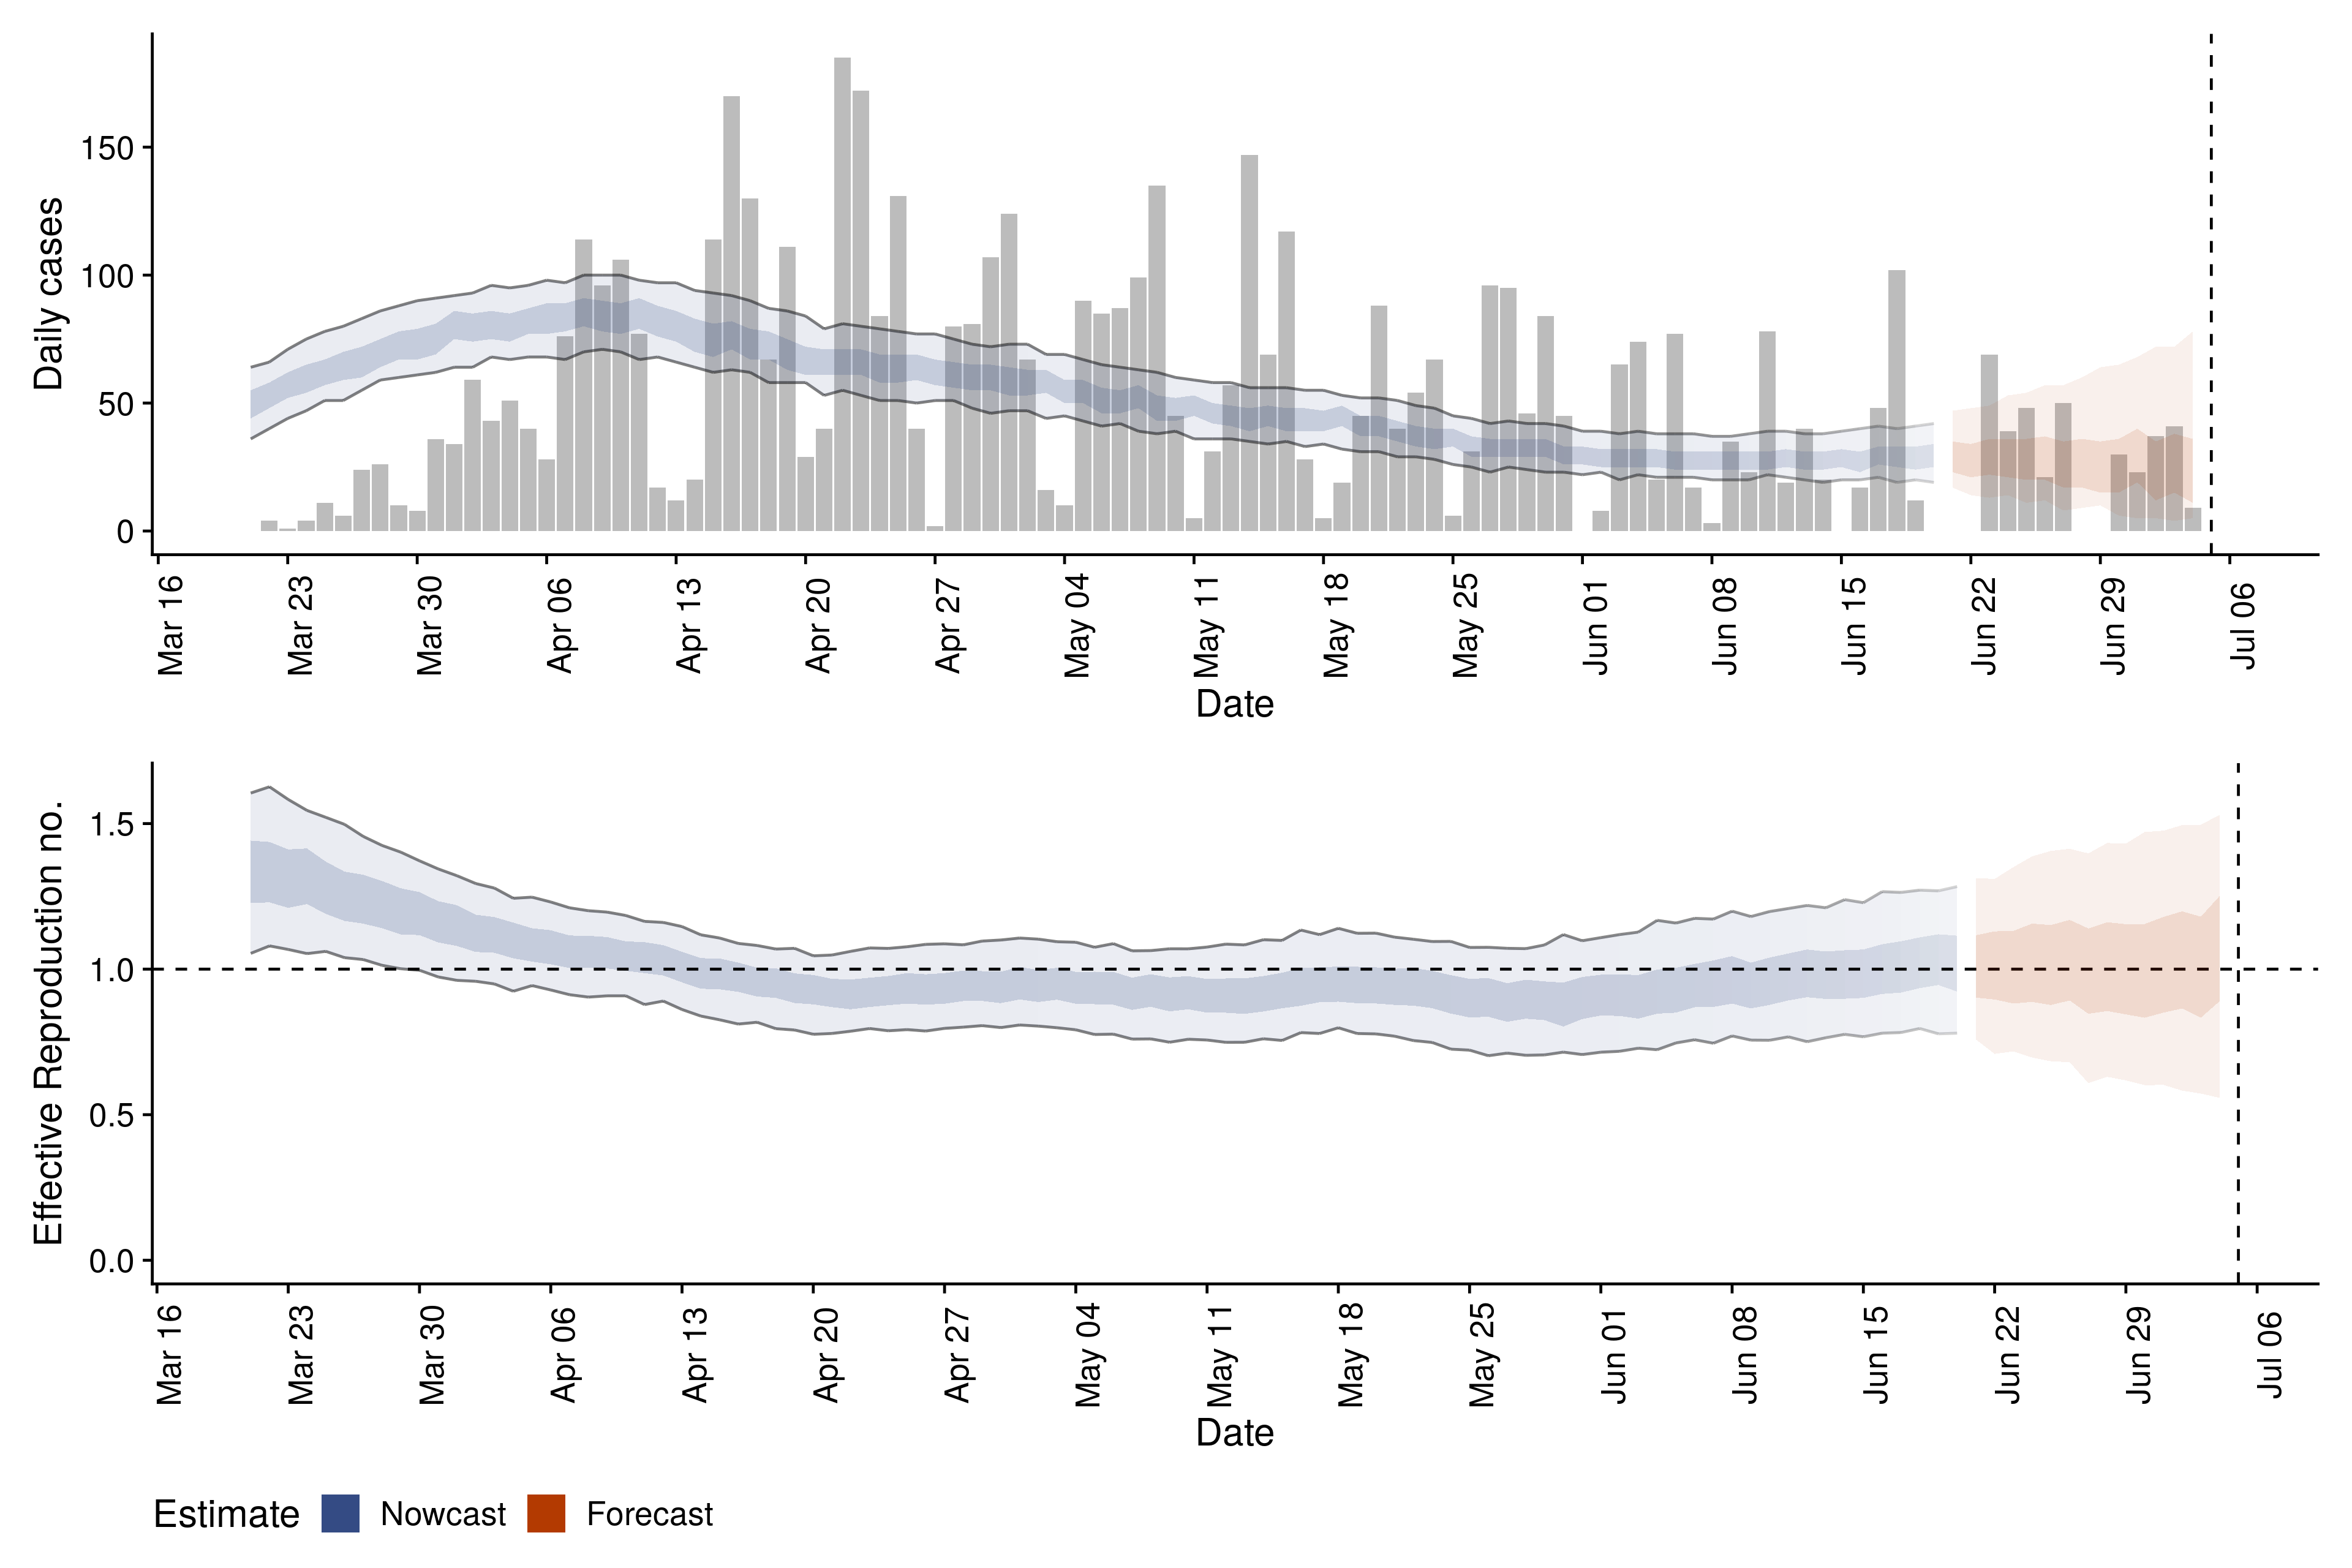 Daily cases
150
100
50
0
Mar 16
Mar 23
Mar 30
Apr 06
Apr 13
Apr 20
Apr 27
May 04
May 11
May 18
May 25
Jun 01
Jun 08
Jun 15
Jun 22
Jun 29
Jul 06
Date
Effective Reproduction no.
1.5
1.0
0.5
0.0
Mar 16
Mar 23
Mar 30
Apr 06
Apr 13
Apr 20
Apr 27
May 04
May 11
May 18
May 25
Jun 01
Jun 08
Jun 15
Jun 22
Jun 29
Jul 06
Date
Estimate Nowcast Forecast